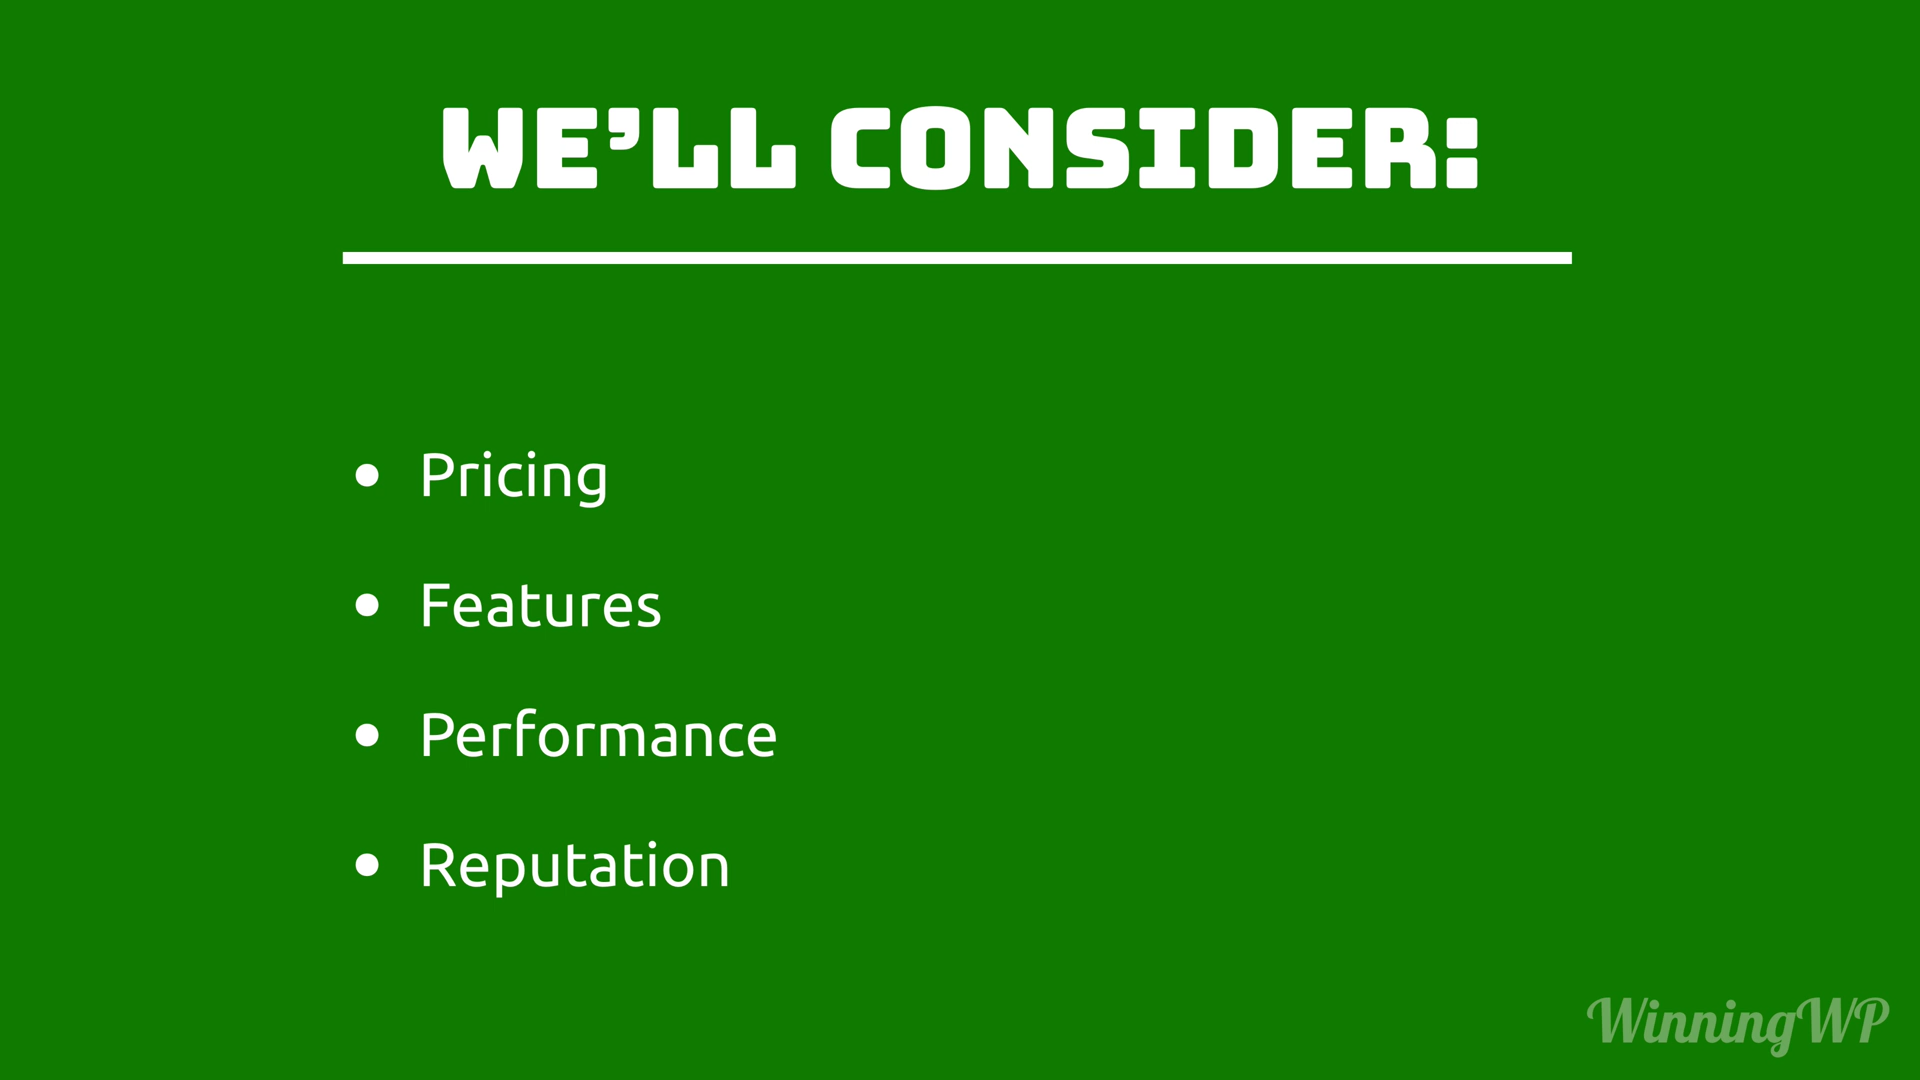 WE’LL CONSIDER:
• Pricing
• Features
• Performance
• Reputation
WinningWP